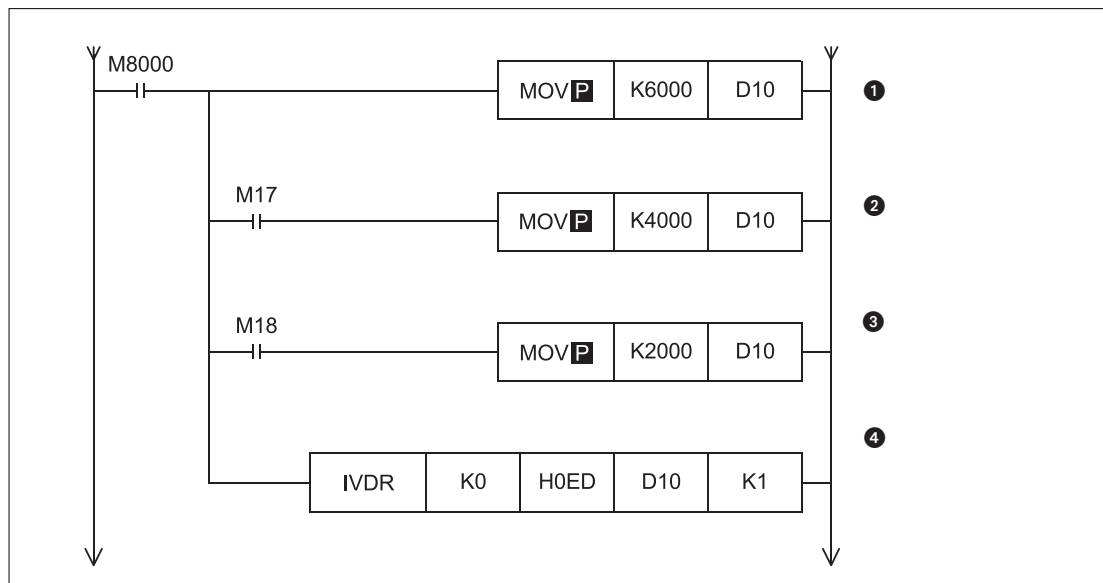 M8000
MOV P K6000 D10 ❶
M17
MOV P K4000 D10 ❷
M18
MOV P K2000 D10 ❸
❹
IVDR K0 H0ED D10 K1